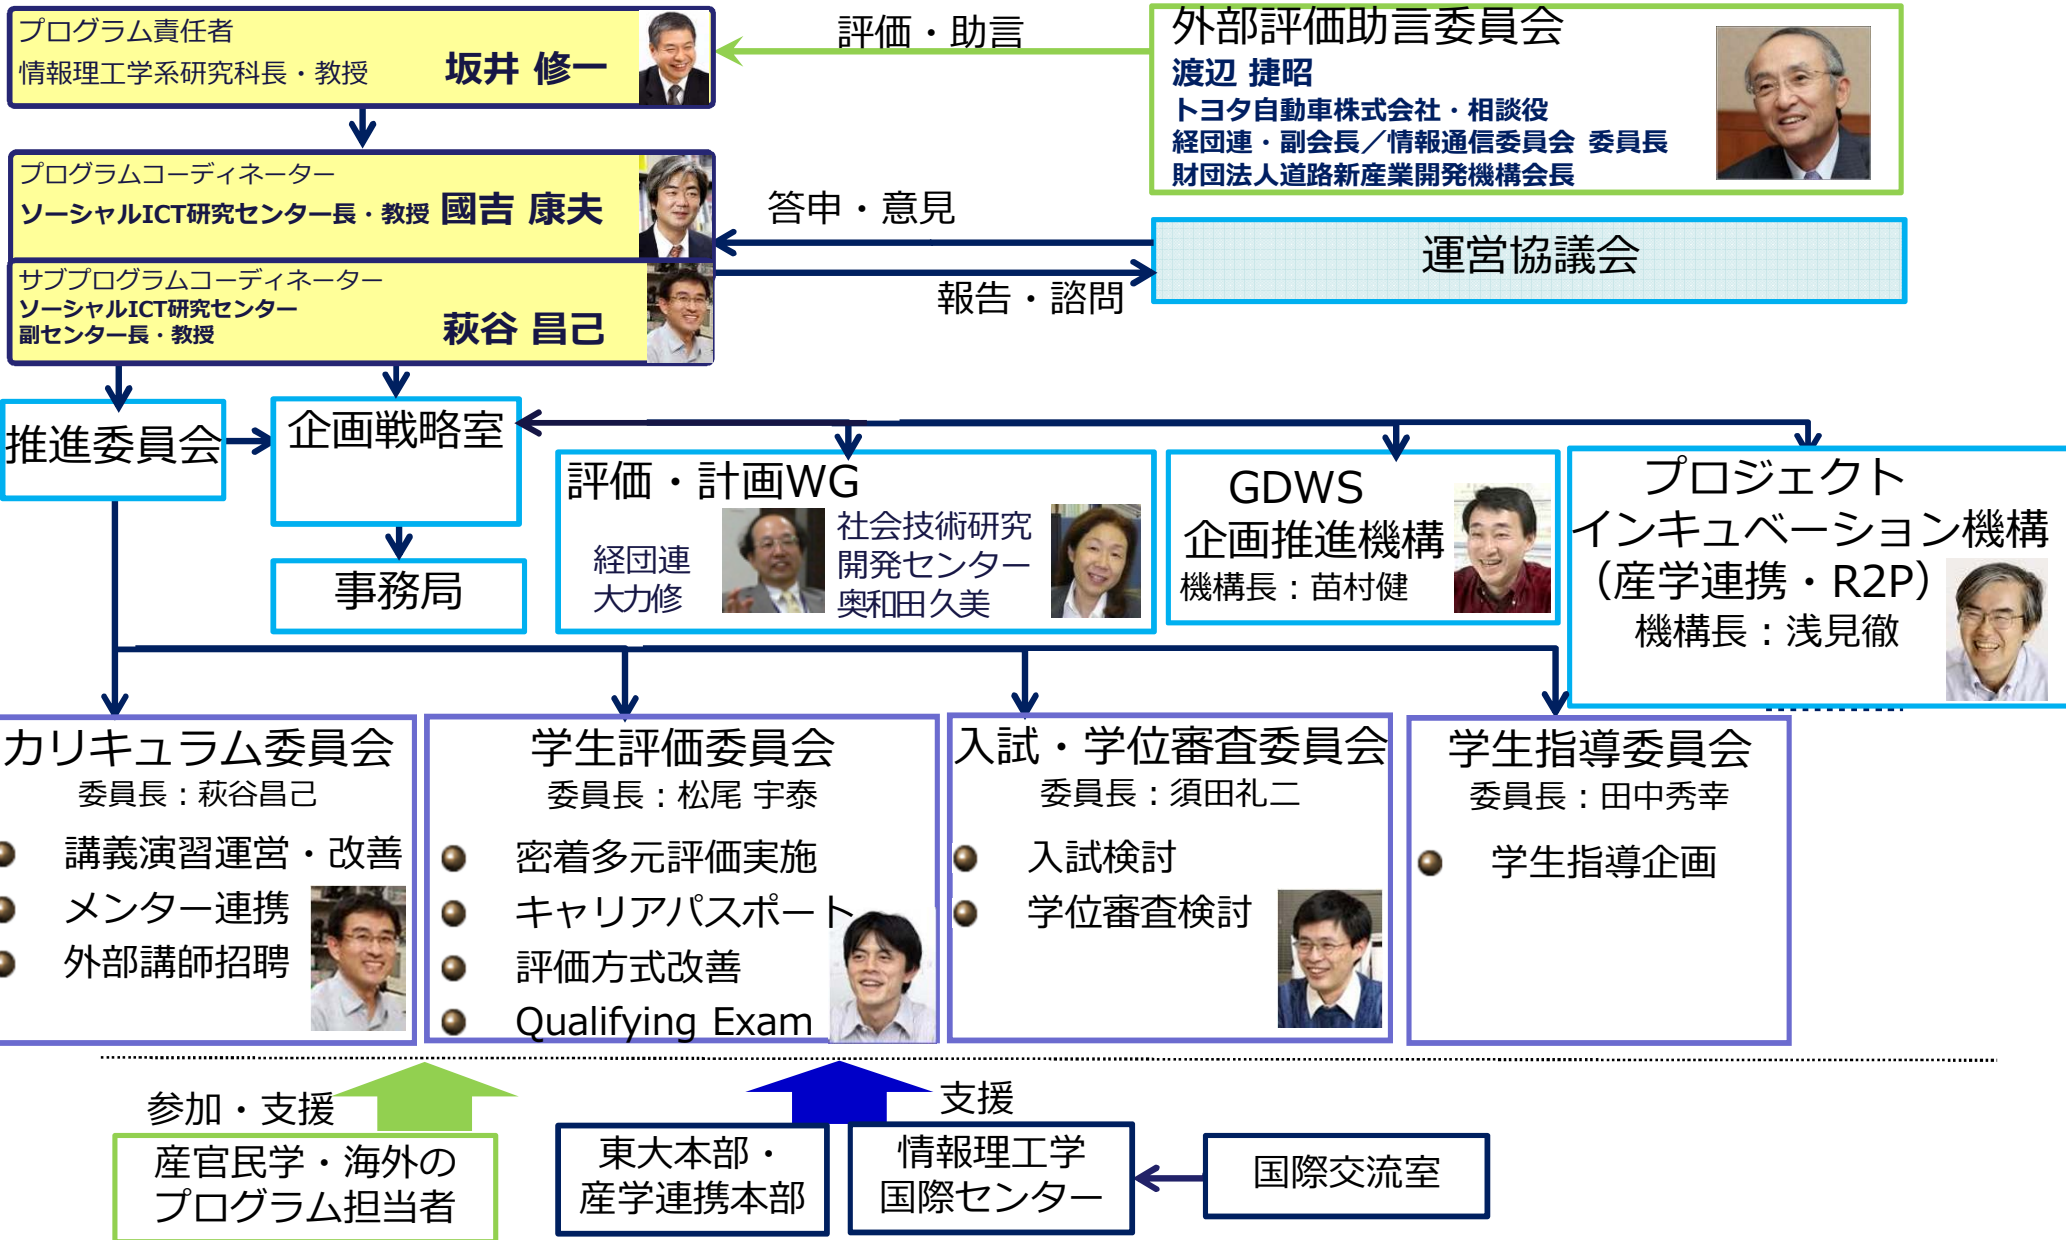 プログラム責任者
情報理工学系研究科長・教授 坂井 修一
評価・助言
外部評価助言委員会
渡辺 捷昭
トヨタ自動車株式会社・相談役
経団連・副会長／情報通信委員会 委員長
財団法人道路新産業開発機構会長
プログラムコーディネーター
ソーシャルICT研究センター長・教授 國吉 康夫
答申・意見
運営協議会
サブプログラムコーディネーター
ソーシャルICT研究センター
副センター長・教授 萩谷 昌己
報告・諮問
推進委員会
企画戦略室
事務局
評価・計画WG
経団連
大力修
社会技術研究
開発センター
奥和田久美
GDWS
企画推進機構
機構長：苗村健
プロジェクト
インキュベーション機構
（産学連携・R2P）
機構長：浅見徹
カリキュラム委員会
委員長：萩谷昌己
講義演習運営・改善
メンター連携
外部講師招聘
学生評価委員会
委員長：松尾 宇泰
密着多元評価実施
キャリアパスポート
評価方式改善
Qualifying Exam
入試・学位審査委員会
委員長：須田礼二
入試検討
学位審査検討
学生指導委員会
委員長：田中秀幸
学生指導企画
参加・支援
産官民学・海外の
プログラム担当者
支援
東大本部・
産学連携本部
情報理工学
国際センター
国際交流室